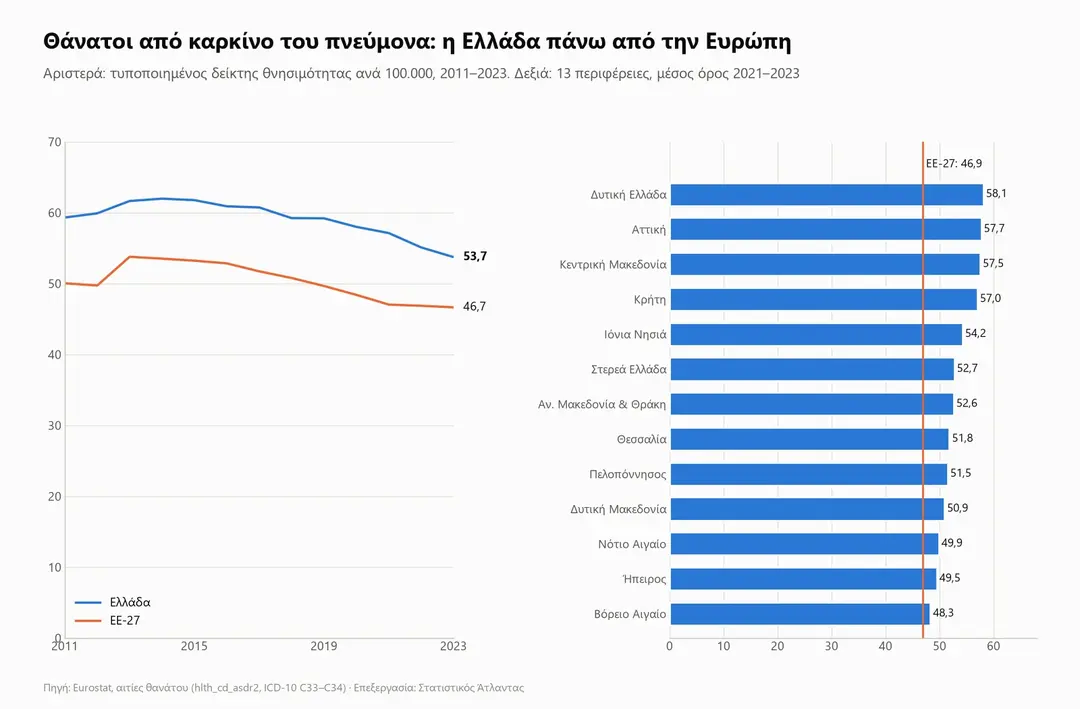 Θάνατοι από καρκίνο του πνεύμονα: η Ελλάδα πάνω από την Ευρώπη
Αριστερά: τυποποιημένος δείκτης θνησιμότητας ανά 100.000, 2011–2023. Δεξιά: 13 περιφέρειες, μέσος όρος 2021–2023
70
60
50
40
30
20
10
0
2011
2015
2019
2023
53,7
46,7
Ελλάδα
ΕΕ-27
ΕΕ-27: 46,9
Δυτική Ελλάδα 58,1
Αττική 57,7
Κεντρική Μακεδονία 57,5
Κρήτη 57,0
Ιόνια Νησιά 54,2
Στερεά Ελλάδα 52,7
Αν. Μακεδονία & Θράκη 52,6
Θεσσαλία 51,8
Πελοπόννησος 51,5
Δυτική Μακεδονία 50,9
Νότιο Αιγαίο 49,9
Ήπειρος 49,5
Βόρειο Αιγαίο 48,3
0 10 20 30 40 50 60
Πηγή: Eurostat, αιτίες θανάτου (hlth_cd_asdr2, ICD-10 C33–C34) · Επεξεργασία: Στατιστικός Άτλαντας